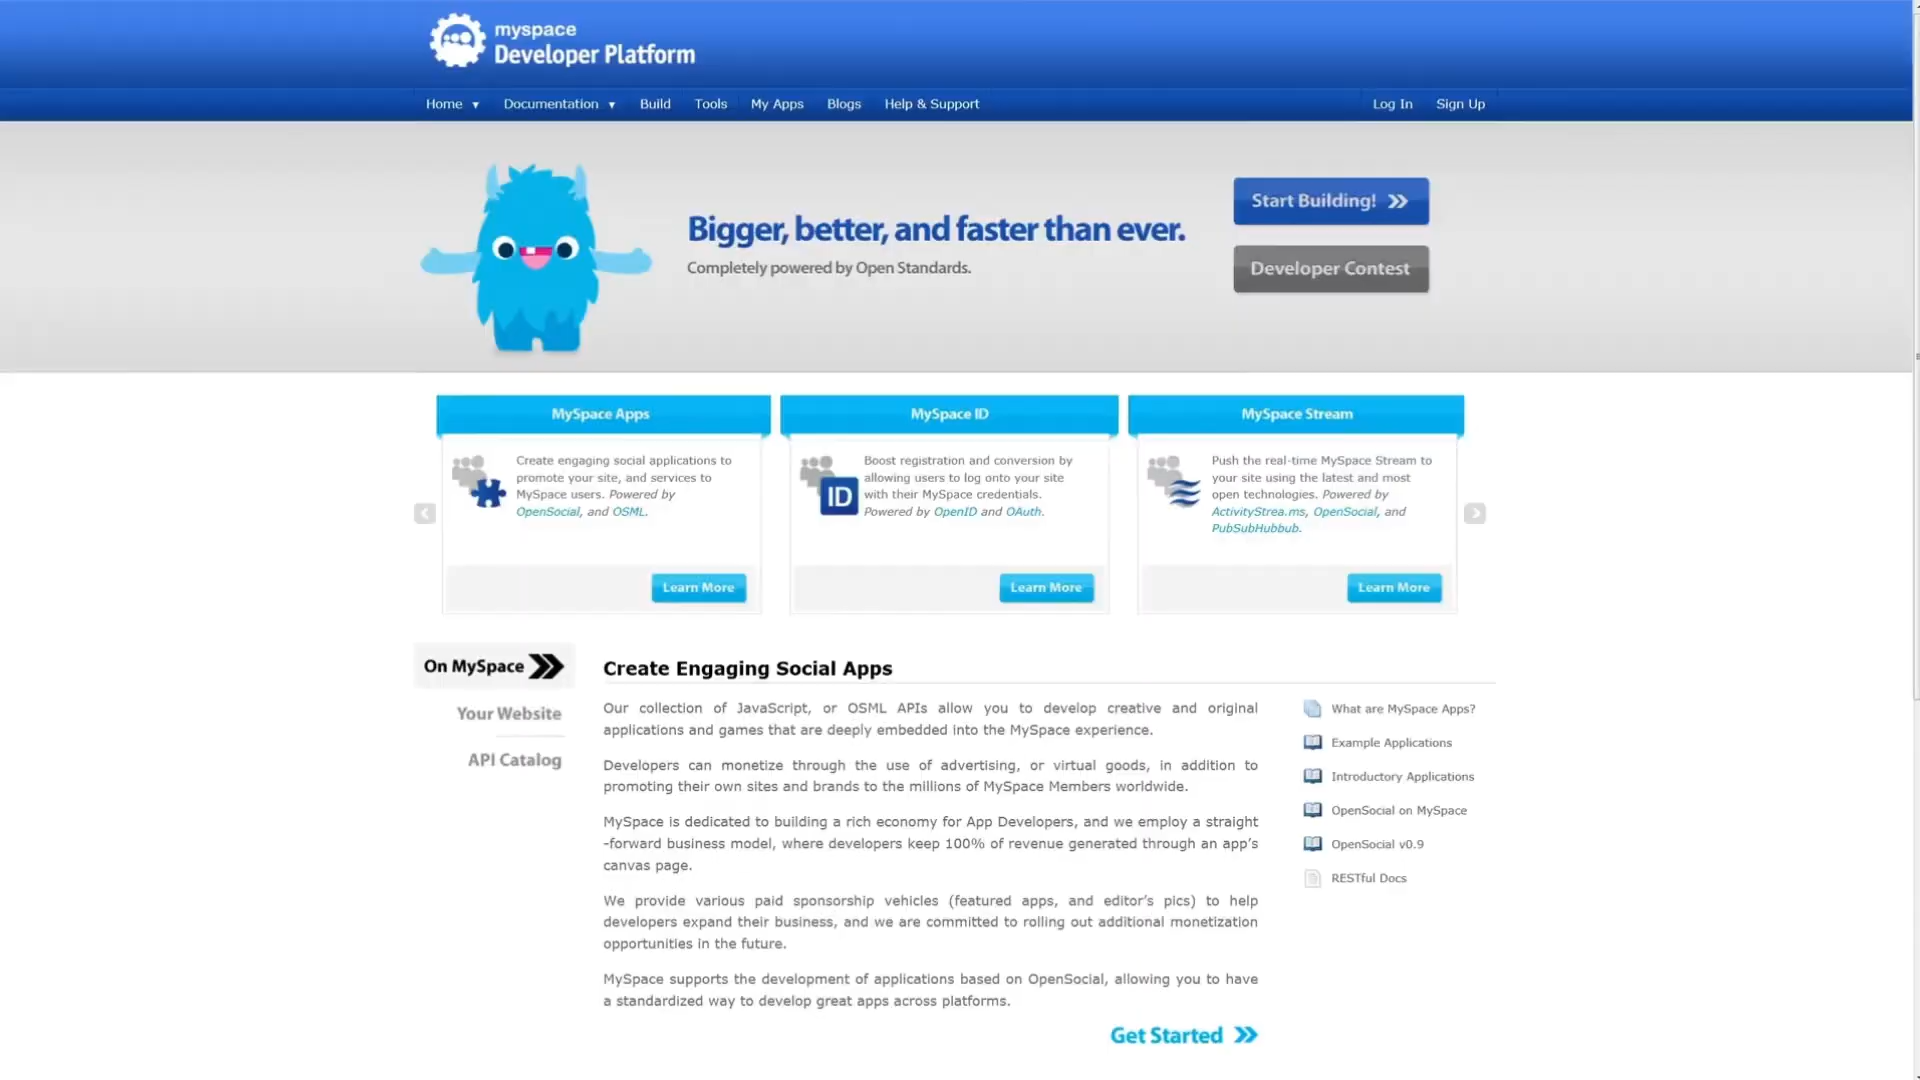 myspace
Developer Platform
Home ▼ Documentation ▼ Build Tools My Apps Blogs Help & Support Log In Sign Up
Bigger, better, and faster than ever.
Completely powered by Open Standards.
Start Building!
Developer Contest
MySpace Apps
Create engaging social applications to
promote your site, and services to
MySpace users. Powered by
OpenSocial, and OSML.
Learn More
MySpace ID
ID
Boost registration and conversion by
allowing users to log onto your site
with their MySpace credentials.
Powered by OpenID and OAuth.
Learn More
MySpace Stream
Push the real-time MySpace Stream to
your site using the latest and most
open technologies. Powered by
ActivityStrea.ms, OpenSocial, and
PubSubHubbub.
Learn More
On MySpace
Your Website
API Catalog
Create Engaging Social Apps
Our collection of JavaScript, or OSML APIs allow you to develop creative and original
applications and games that are deeply embedded into the MySpace experience.
Developers can monetize through the use of advertising, or virtual goods, in addition to
promoting their own sites and brands to the millions of MySpace Members worldwide.
MySpace is dedicated to building a rich economy for App Developers, and we employ a straight
-forward business model, where developers keep 100% of revenue generated through an app’s
canvas page.
We provide various paid sponsorship vehicles (featured apps, and editor’s pics) to help
developers expand their business, and we are committed to rolling out additional monetization
opportunities in the future.
MySpace supports the development of applications based on OpenSocial, allowing you to have
a standardized way to develop great apps across platforms.
Get Started
What are MySpace Apps?
Example Applications
Introductory Applications
OpenSocial on MySpace
OpenSocial v0.9
RESTful Docs